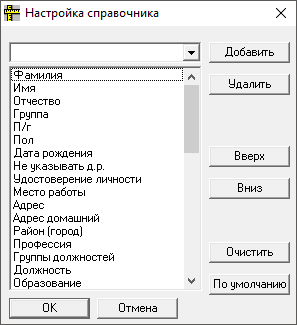 Настройка справочника
Добавить
Удалить
Вверх
Вниз
Очистить
По умолчанию
Фамилия
Имя
Отчество
Группа
П/г
Пол
Дата рождения
Не указывать д.р.
Удостоверение личности
Место работы
Адрес
Адрес домашний
Район (город)
Профессия
Группы должностей
Должность
Образование
OK
Отмена